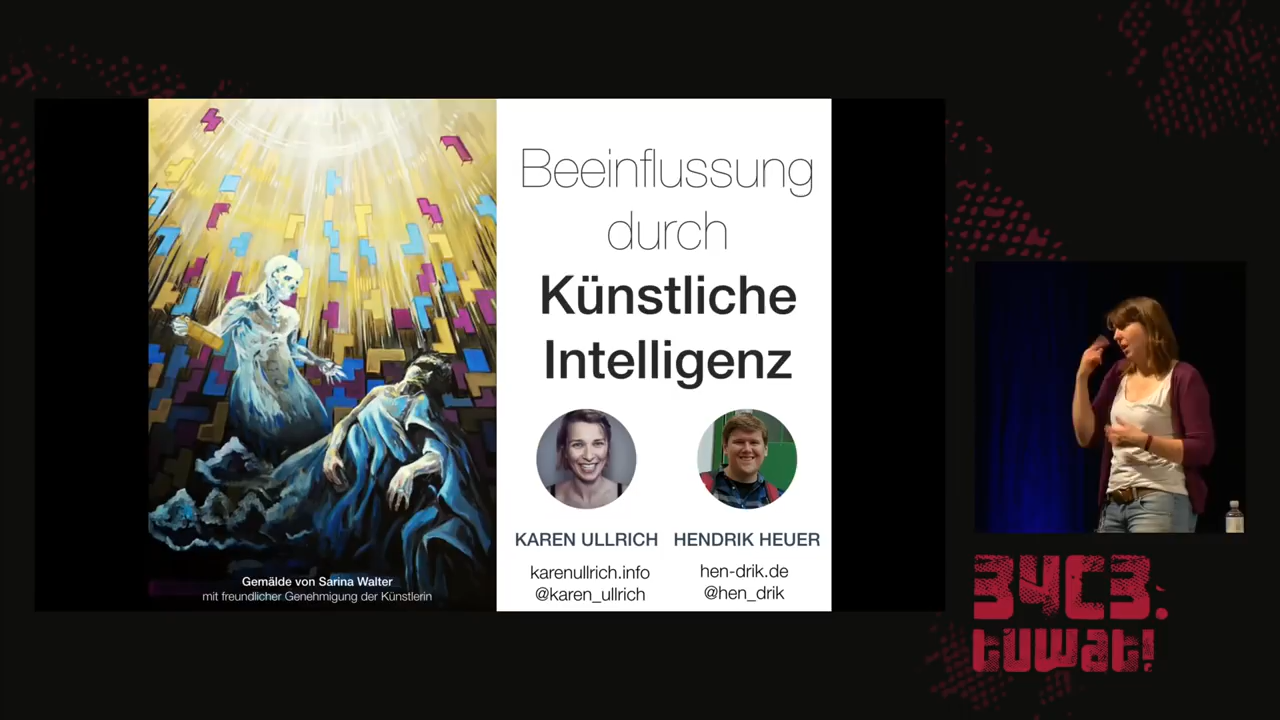 Beeinflussung
durch
Künstliche
Intelligenz
KAREN ULLRICH
karenullrich.info
@karen_ullrich
HENDRIK HEUER
hen-drik.de
@hen_drik
Gemälde von Sarina Walter
mit freundlicher Genehmigung der Künstlerin
34C3.
tuwat!